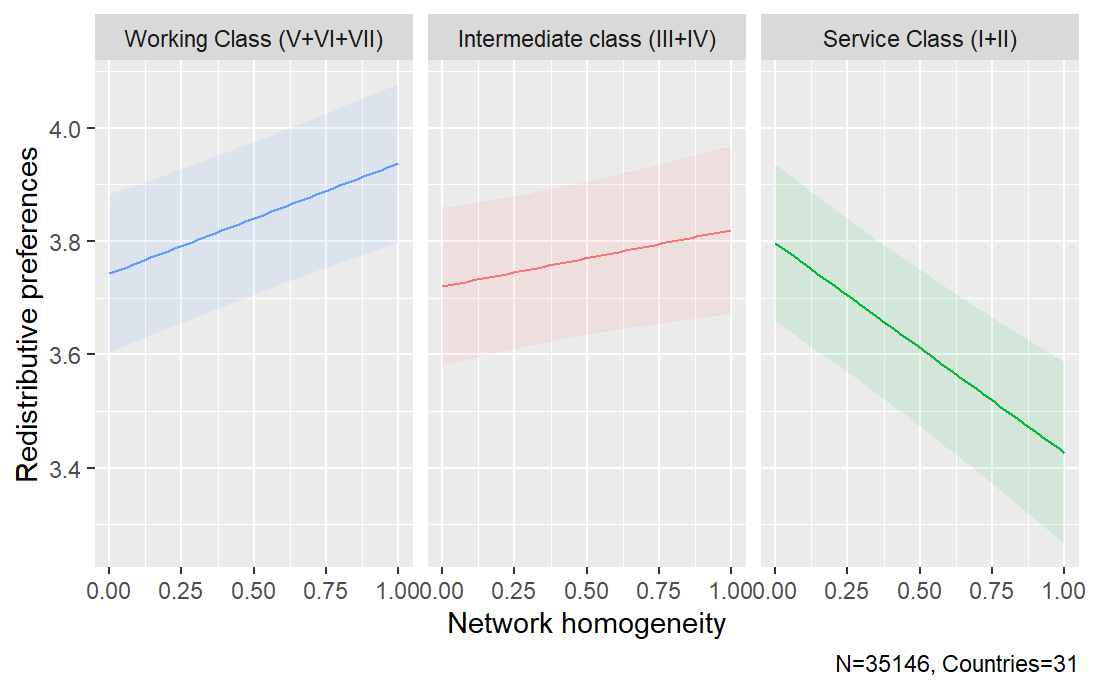 Working Class (V+VI+VII) Intermediate class (III+IV) Service Class (I+II)
Redistributive preferences
4.0
3.8
3.6
3.4
0.00 0.25 0.50 0.75 1.00 0.00 0.25 0.50 0.75 1.00 0.00 0.25 0.50 0.75 1.00
Network homogeneity
N=35146, Countries=31